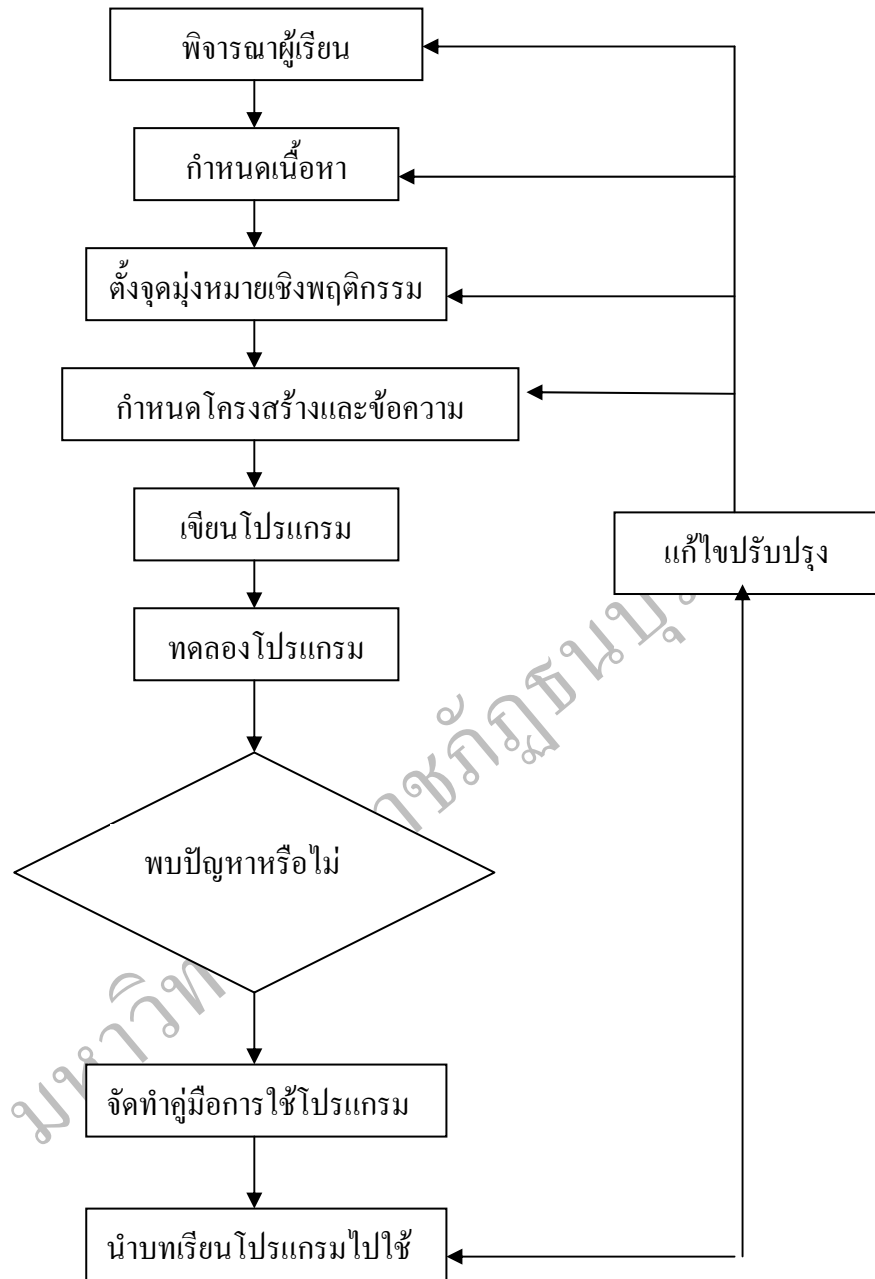 พิจารณาผู้เรียน
กำหนดเนื้อหา
ตั้งจุดมุ่งหมายเชิงพฤติกรรม
กำหนดโครงสร้างและข้อความ
เขียนโปรแกรม
แก้ไขปรับปรุง
ทดลองโปรแกรม
พบปัญหาหรือไม่
จัดทำคู่มือการใช้โปรแกรม
นำบทเรียนโปรแกรมไปใช้